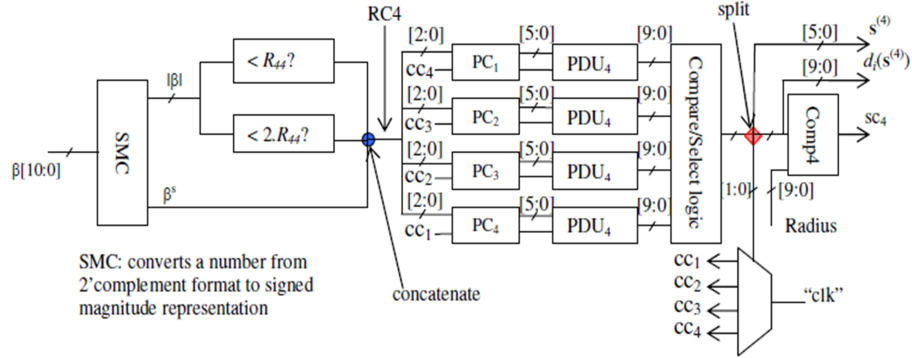 split
RC4
[2:0]
[5:0]
[9:0]
[5:0]
s(4)
< R44?
cc4
PC1
PDU4
[9:0]
di(s(4))
|β|
[2:0]
[5:0]
[9:0]
SMC
cc3
PC2
PDU4
Compare/Select logic
Comp4
sc4
< 2.R44?
β[10:0]
[2:0]
[5:0]
[9:0]
cc2
PC3
PDU4
[1:0]
[9:0]
βs
[2:0]
[5:0]
[9:0]
cc1
PC4
PDU4
Radius
SMC: converts a number from
2'complement format to signed
magnitude representation
concatenate
cc1
cc2
cc3
cc4
"clk"